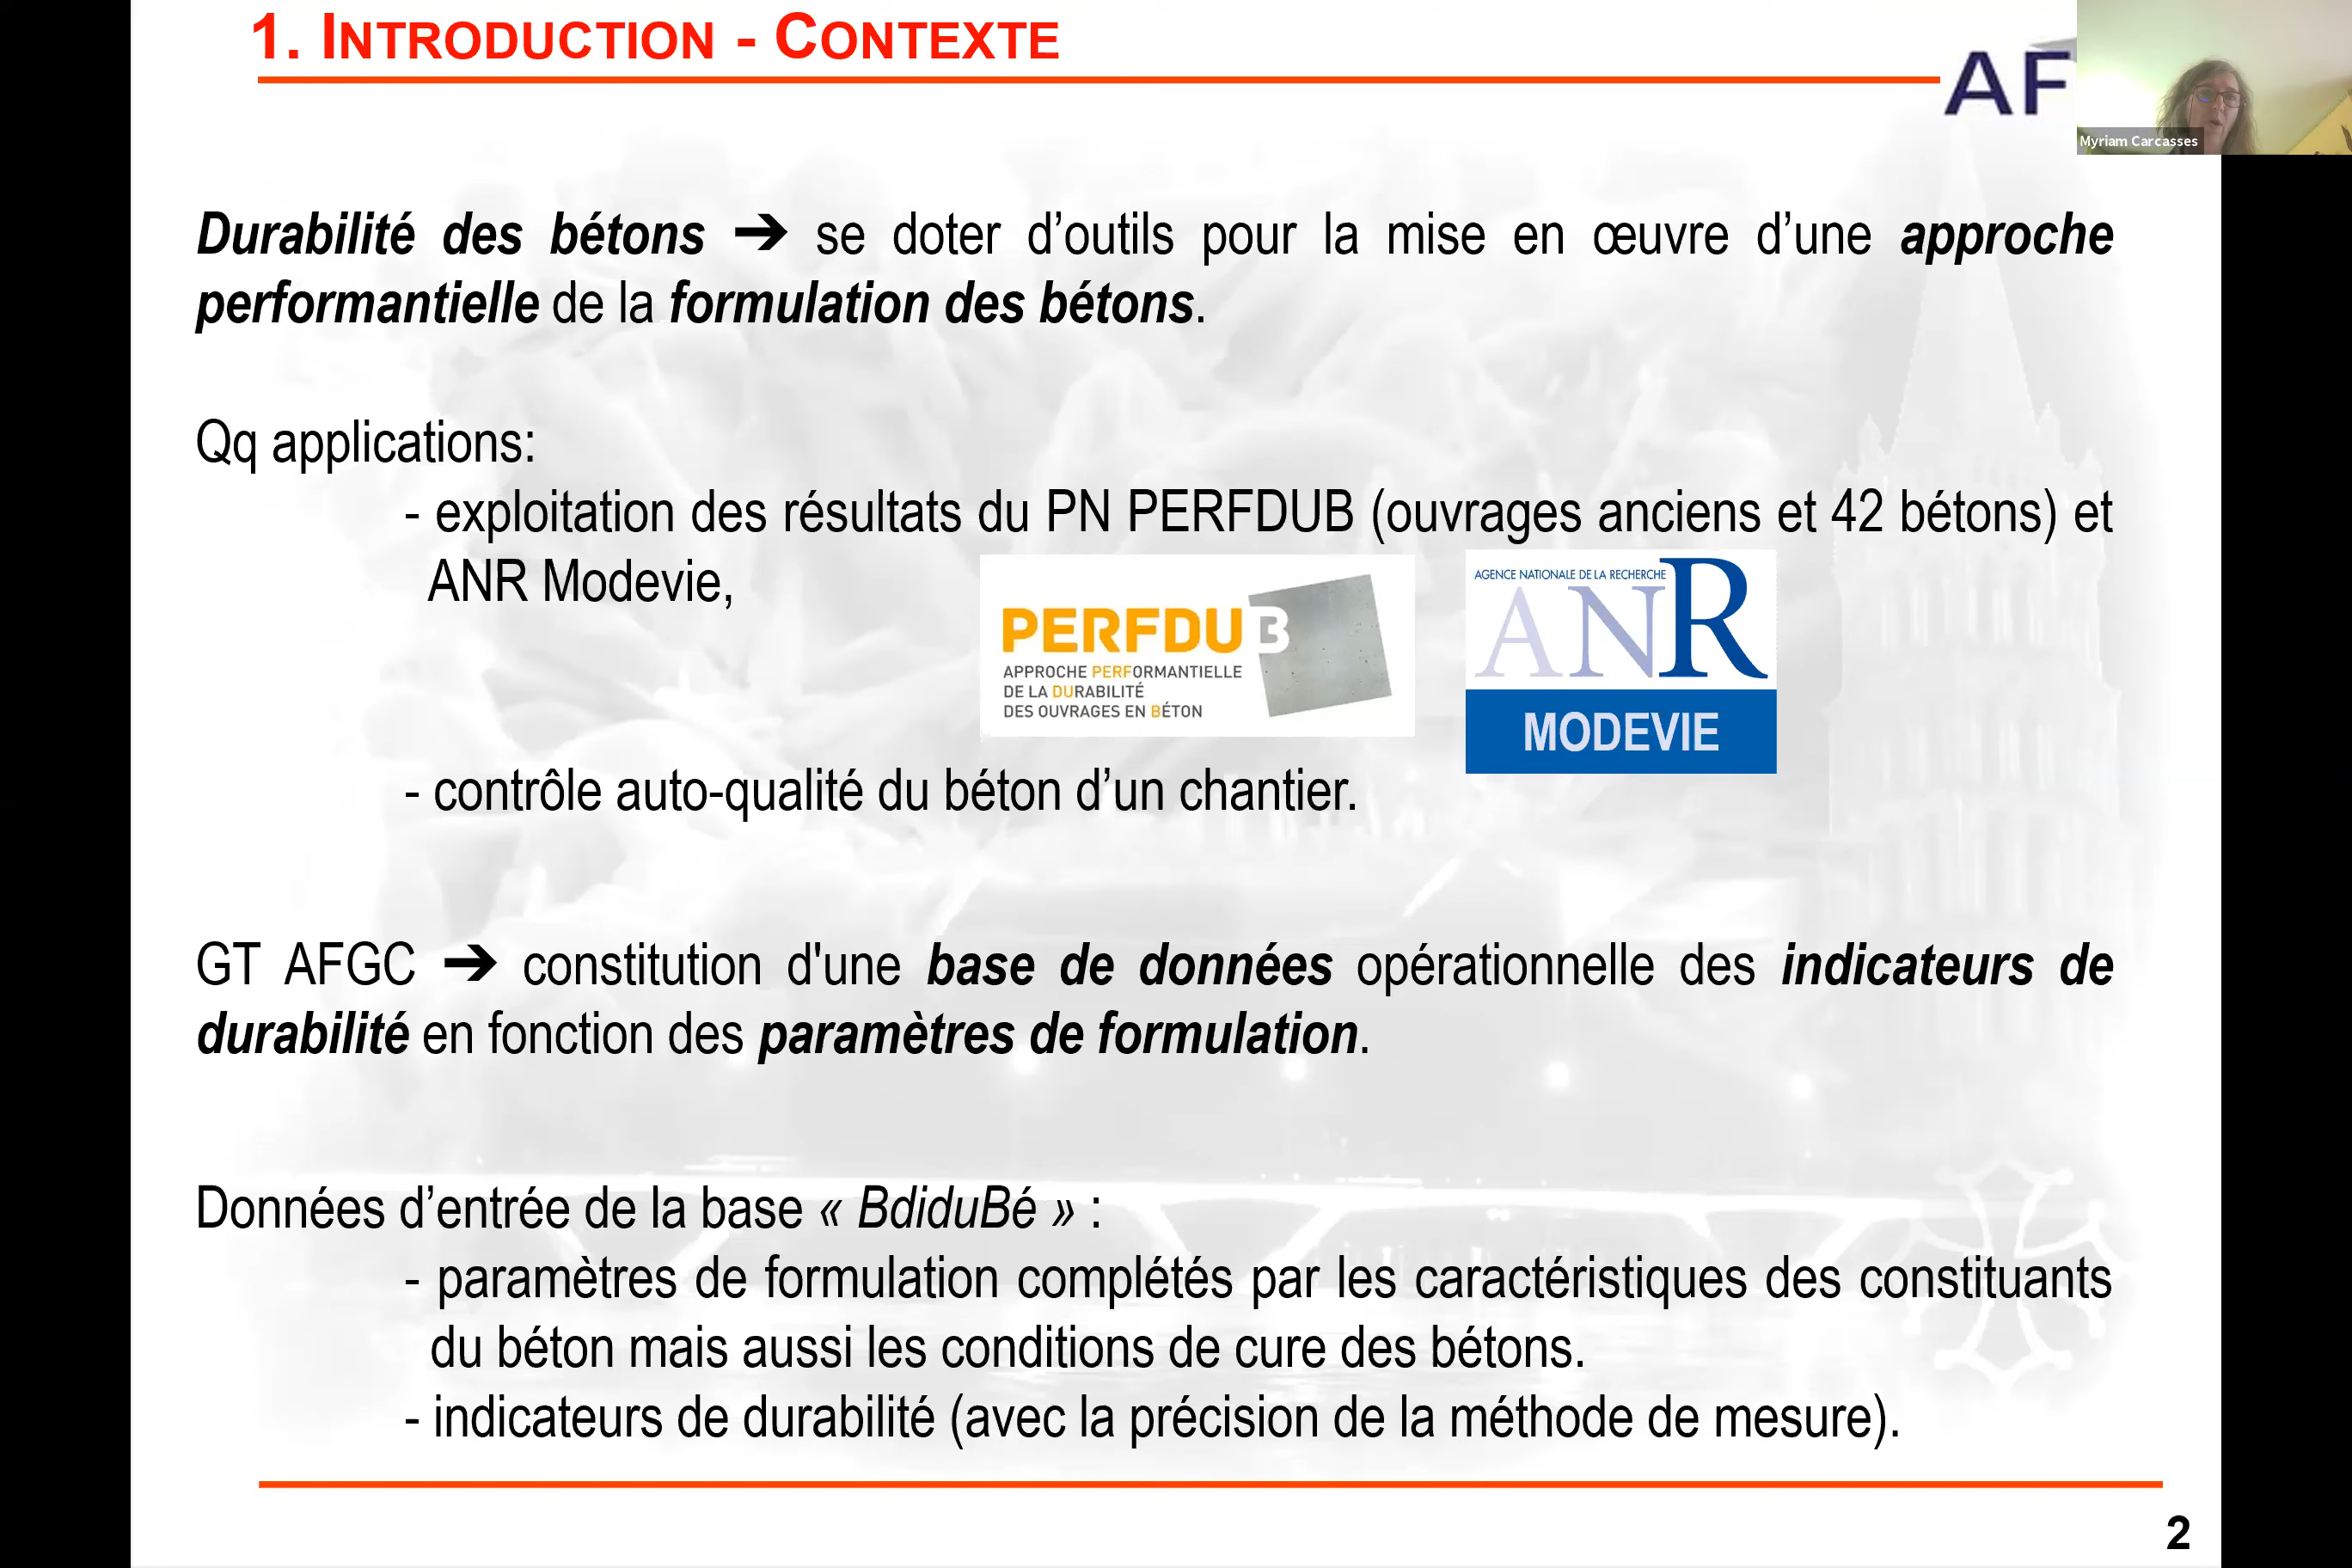 1. INTRODUCTION - CONTEXTE
AF
Myriam Carcasses
Durabilité des bétons ➔ se doter d’outils pour la mise en œuvre d’une approche
performantielle de la formulation des bétons.
Qq applications:
- exploitation des résultats du PN PERFDUB (ouvrages anciens et 42 bétons) et
ANR Modevie,
PERFDUB
APPROCHE PERFORMANTIELLE
DE LA DURABILITÉ
DES OUVRAGES EN BÉTON
AGENCE NATIONALE DE LA RECHERCHE
ANR
MODEVIE
- contrôle auto-qualité du béton d’un chantier.
GT AFGC ➔ constitution d'une base de données opérationnelle des indicateurs de
durabilité en fonction des paramètres de formulation.
Données d’entrée de la base « BdiduBé » :
- paramètres de formulation complétés par les caractéristiques des constituants
du béton mais aussi les conditions de cure des bétons.
- indicateurs de durabilité (avec la précision de la méthode de mesure).
2